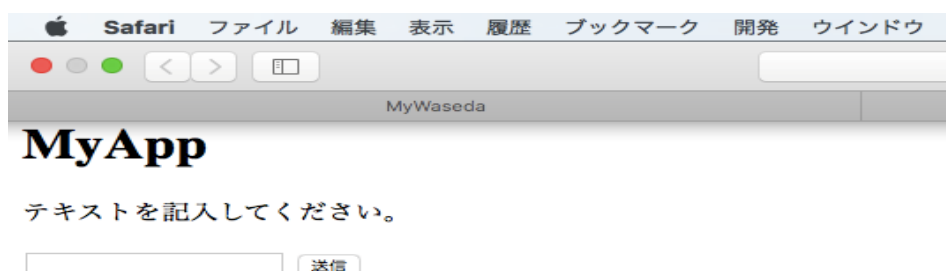 Safari ファイル 編集 表示 履歴 ブックマーク 開発 ウインドウ
MyWaseda
MyApp
テキストを記入してください。
送信